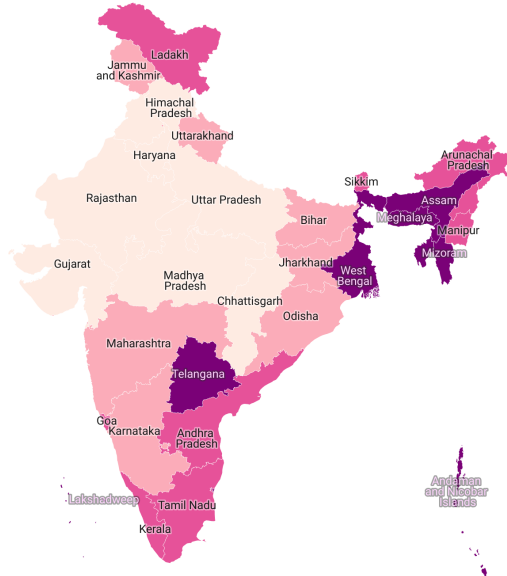 Ladakh
Jammu
and Kashmir
Himachal
Pradesh
Uttarakhand
Haryana
Arunachal
Pradesh
Sikkim
Rajasthan
Uttar Pradesh
Assam
Meghalaya
Bihar
Manipur
Gujarat
Jharkhand
Mizoram
West
Bengal
Madhya
Pradesh
Chhattisgarh
Odisha
Maharashtra
Telangana
Goa
Karnataka
Andhra
Pradesh
Andaman
and Nicobar
Islands
Lakshadweep
Tamil Nadu
Kerala